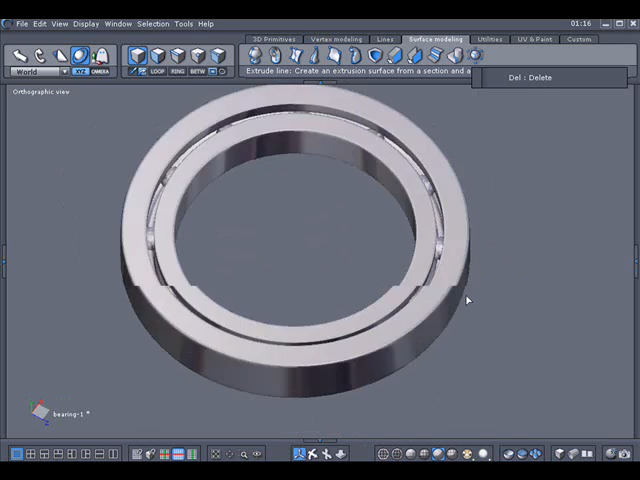 File Edit View Display Window Selection Tools Help 01:16
3D Primitives Vertex modeling Lines Surface modeling Utilities UV & Paint Custom
World XYZ CAMERA LOOP RING BETW
Extrude line: Create an extrusion surface from a section and a
Del : Delete
Orthographic view
bearing-1 *